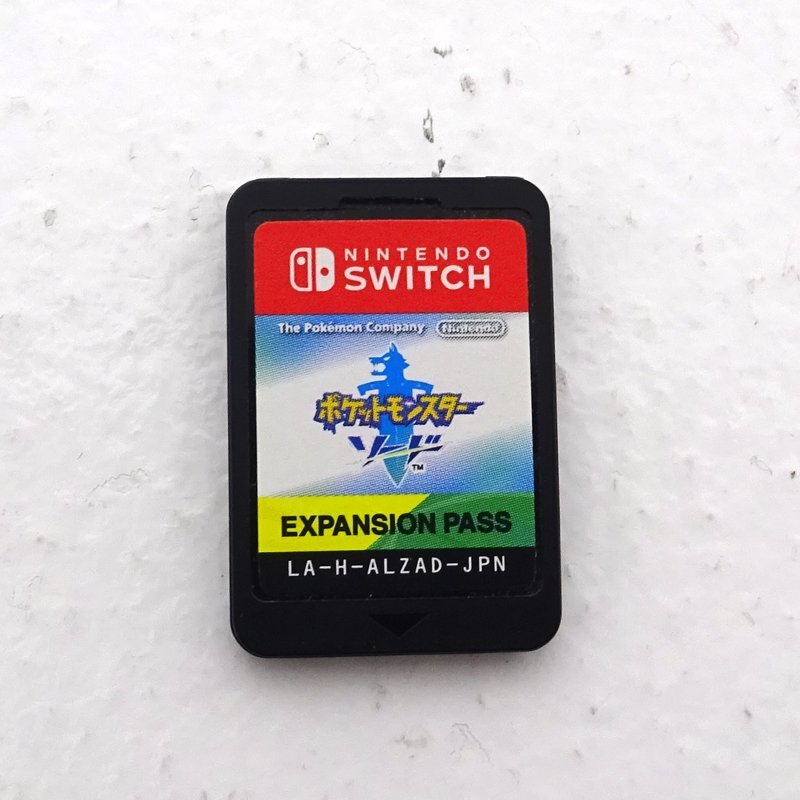 NINTENDO
SWITCH
The Pokémon Company Nintendo
ポケットモンスター
ソード
TM
EXPANSION PASS
LA-H-ALZAD-JPN